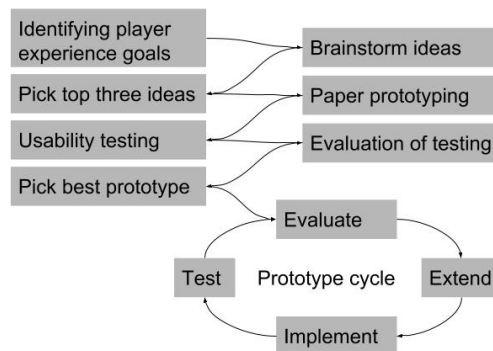 Identifying player
experience goals
Brainstorm ideas
Pick top three ideas
Paper prototyping
Usability testing
Evaluation of testing
Pick best prototype
Evaluate
Test
Prototype cycle
Extend
Implement